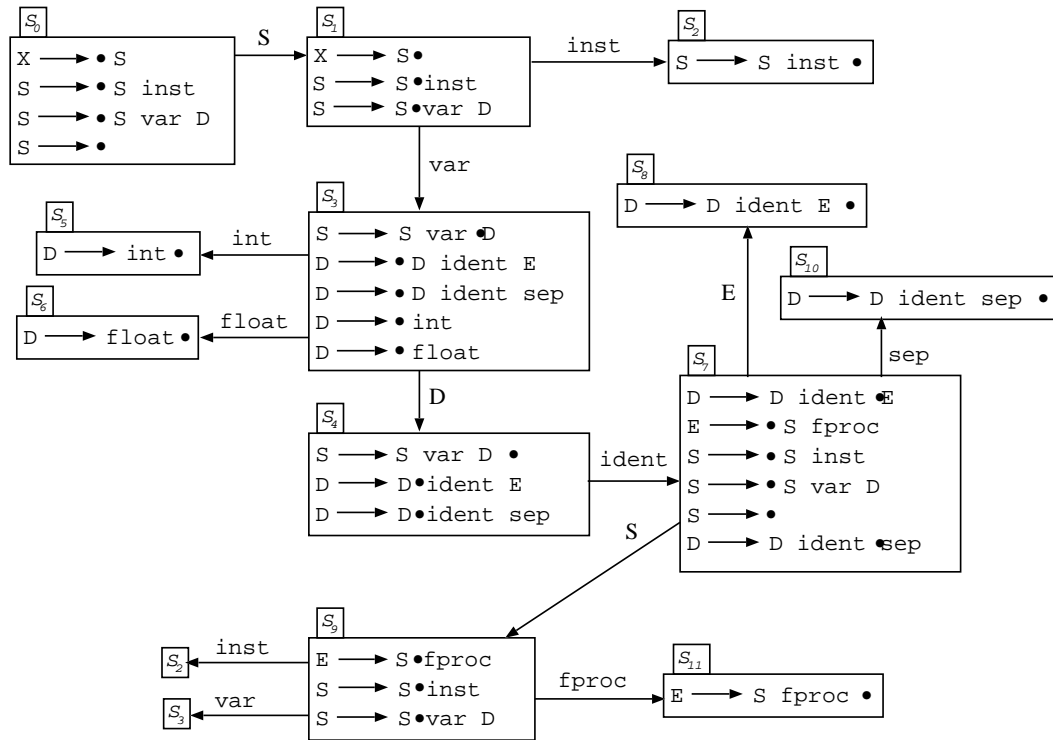 S0
X → • S
S → • S inst
S → • S var D
S → •
S
S1
X → S•
S → S•inst
S → S•var D
inst
S2
S → S inst •
var
S3
S → S var •D
D → • D ident E
D → • D ident sep
D → • int
D → • float
int
S5
D → int •
float
S6
D → float •
D
S4
S → S var D •
D → D•ident E
D → D•ident sep
ident
S7
D → D ident •E
E → • S fproc
S → • S inst
S → • S var D
S → •
D → D ident •sep
E
S8
D → D ident E •
sep
S10
D → D ident sep •
S
S9
E → S•fproc
S → S•inst
S → S•var D
inst
S2
var
S3
fproc
S11
E → S fproc •